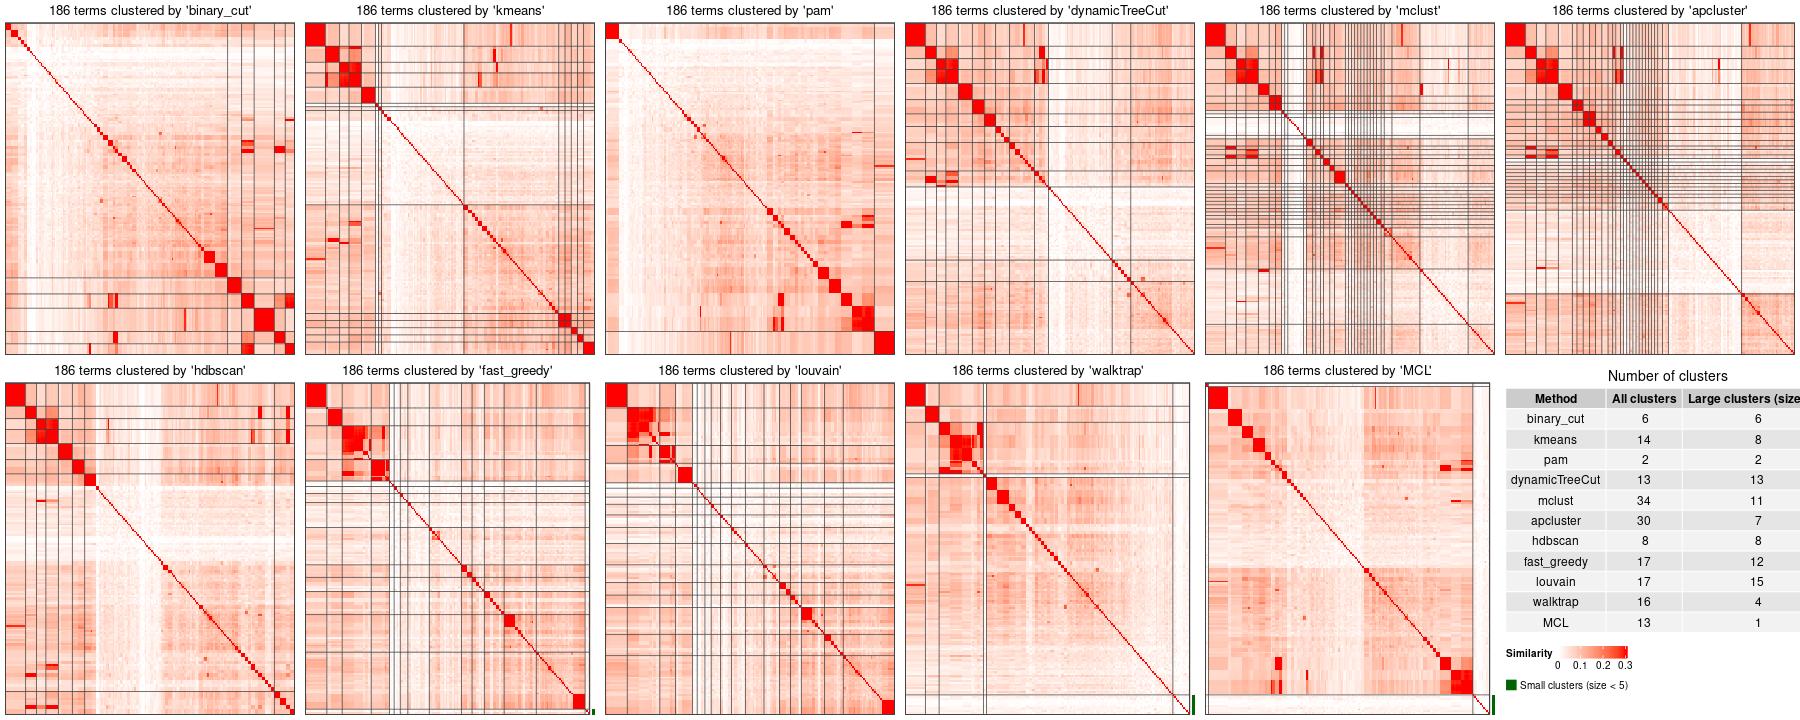 186 terms clustered by 'binary_cut'
186 terms clustered by 'kmeans'
186 terms clustered by 'pam'
186 terms clustered by 'dynamicTreeCut'
186 terms clustered by 'mclust'
186 terms clustered by 'apcluster'
186 terms clustered by 'hdbscan'
186 terms clustered by 'fast_greedy'
186 terms clustered by 'louvain'
186 terms clustered by 'walktrap'
186 terms clustered by 'MCL'
Number of clusters
Method All clusters Large clusters (size
binary_cut 6 6
kmeans 14 8
pam 2 2
dynamicTreeCut 13 13
mclust 34 11
apcluster 30 7
hdbscan 8 8
fast_greedy 17 12
louvain 17 15
walktrap 16 4
MCL 13 1
Similarity
0 0.1 0.2 0.3
Small clusters (size < 5)